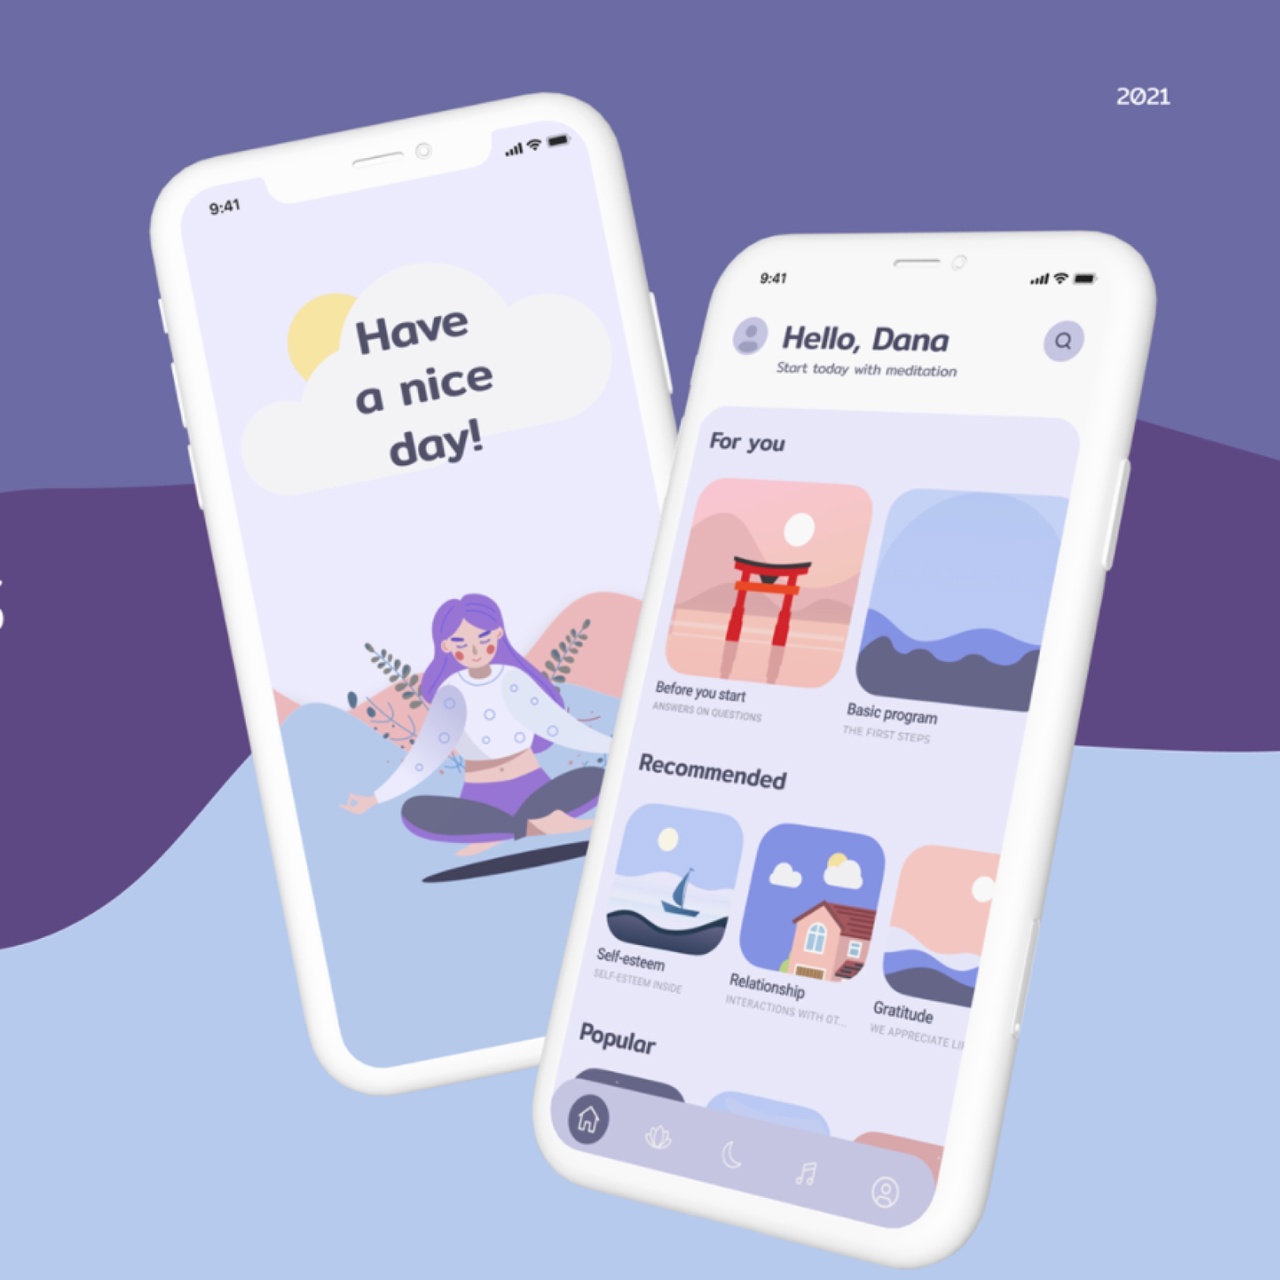 2021
9:41
Have
a nice
day!
9:41
Hello, Dana
Start today with meditation
For you
Before you start
ANSWERS ON QUESTIONS
Basic program
THE FIRST STEPS
Recommended
Self-esteem
SELF-ESTEEM INSIDE
Relationship
INTERACTIONS WITH OT...
Gratitude
WE APPRECIATE
Popular